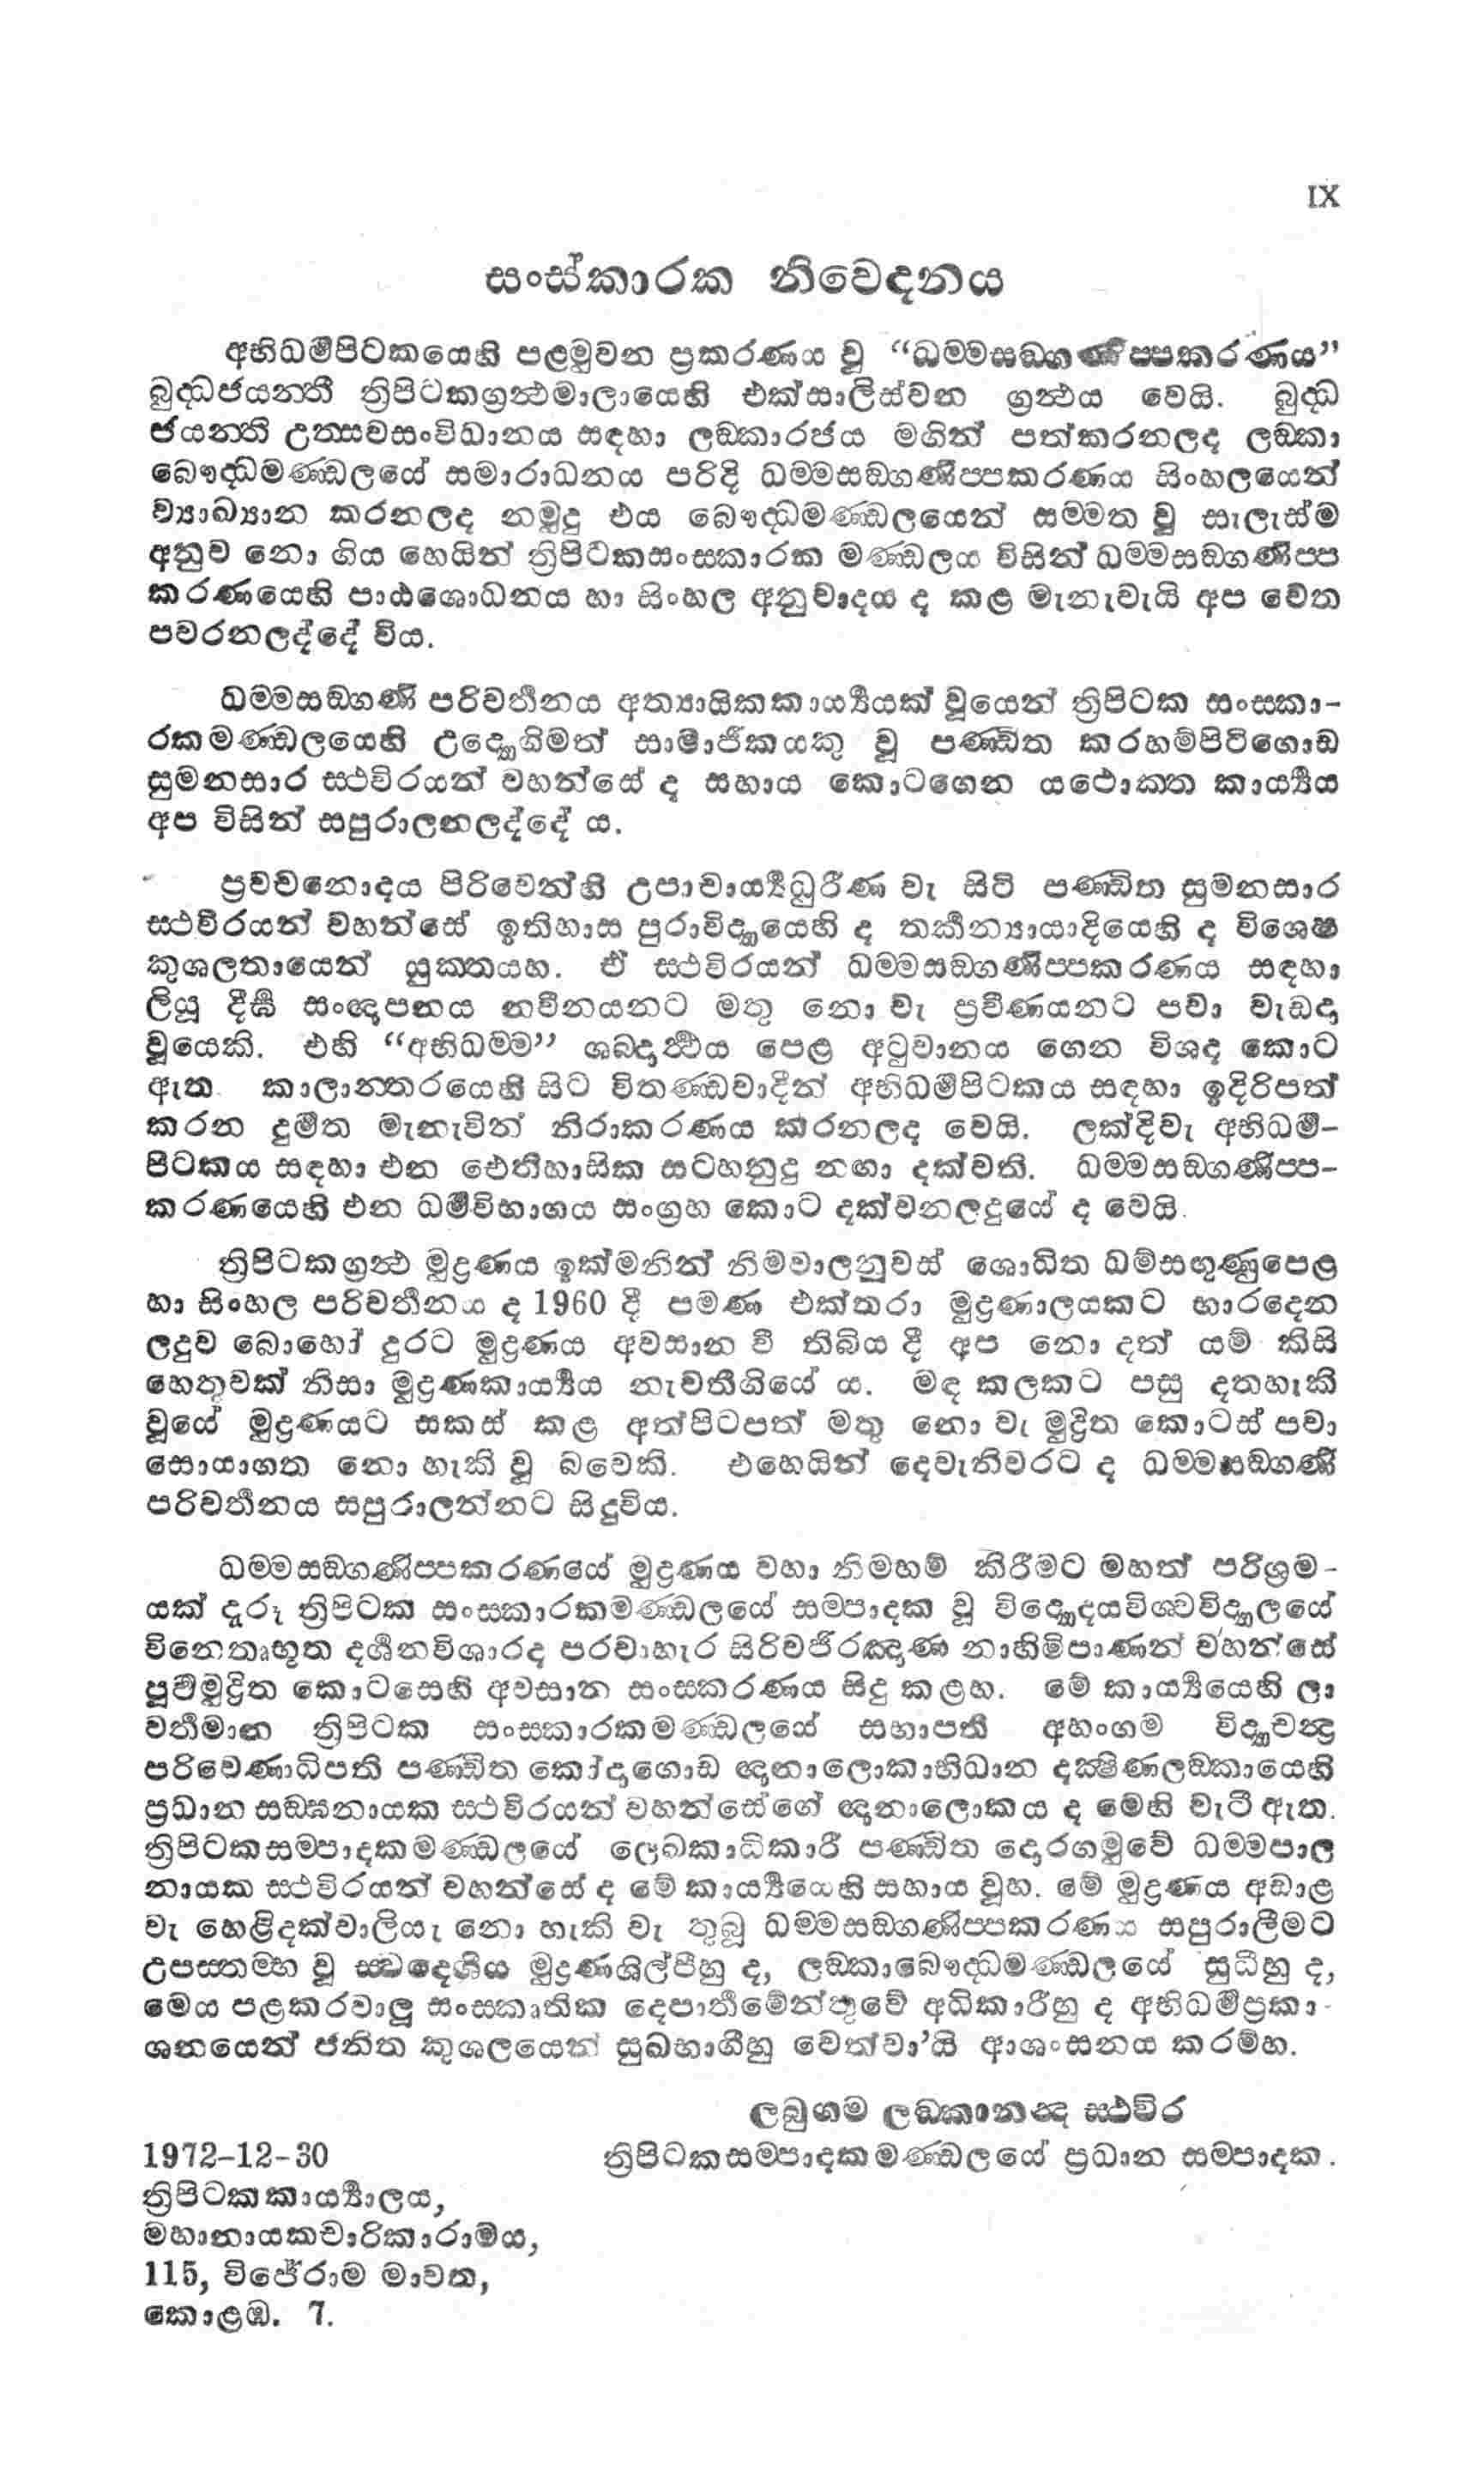 IX
සංස්කාරක නිවෙදනය
අභිධර්මපිටකයෙහි පළමුවන ප්‍රකරණය වූ “ධම්මසඞ්ගණිප්පකරණය”
බුද්ධජයන්තී ත්‍රිපිටකග්‍රන්ථමාලායෙහි එක්සාලිස්වන ග්‍රන්ථය වෙයි. බුද්ධ
ජයන්ති උත්සවසංවිධානය සඳහා ලඞ්කාරජය මගින් පත්කරනලද ලඞ්කා
බෞද්ධමණ්ඩලයේ සමාරාධනය පරිදි ධම්මසඞ්ගණිප්පකරණය සිංහලයෙන්
ව්‍යාඛ්‍යාන කරනලද නමුදු එය බෞද්ධමණ්ඩලයෙන් සම්මත වූ සැලැස්ම
අනුව නො ගිය හෙයින් ත්‍රිපිටකසංස්කාරක මණ්ඩලය විසින් ධම්මසඞ්ගණිප්ප
කරණයෙහි පාඨශොධනය හා සිංහල අනුවාදය ද කළ මැනැවැයි අප වෙත
පවරනලද්දේ විය.
ධම්මසඞ්ගණි පරිවර්තනය අත්‍යායිකකාර්‍ය්‍යයක් වූයෙන් ත්‍රිපිටක සංස්කා-
රකමණ්ඩලයෙහි උද්‍යොගිමත් සාමාජිකයකු වූ පණ්ඩිත කරහම්පිටිගොඩ
සුමනසාර ස්ථවිරයන් වහන්සේ ද සහාය කොටගෙන යථොක්ත කාර්‍ය්‍යය
අප විසින් සපුරාලනලද්දේ ය.
ප්‍රවචනොදය පිරිවෙන්හි උපාචාර්‍ය්‍යධුරීණ වැ සිටි පණ්ඩිත සුමනසාර
ස්ථවිරයන් වහන්සේ ඉතිහාස පුරාවිද්‍යායෙහි ද තර්කන්‍යායාදියෙහි ද විශෙෂ
කුශලතායෙන් යුක්තයහ. ඒ ස්ථවිරයන් ධම්මසඞ්ගණිප්පකරණය සඳහා
ලියූ දීර්ඝ සංඥාපනය නවීනයනට මතු නො වැ ප්‍රවීණයනට පවා වැඩදා
වූයෙකි. එහි “අභිධම්ම” ශබ්දාර්ථය පෙළ අටුවානය ගෙන විශද කොට
ඇත. කාලාන්තරයෙහි සිට විතණ්ඩවාදීන් අභිධර්මපිටකය සඳහා ඉදිරිපත්
කරන දුර්මත මැනැවින් නිරාකරණය කරනලද වෙයි. ලක්දිවැ අභිධර්ම-
පිටකය සඳහා එන ඓතිහාසික සටහනුදු නඟා දක්වති. ධම්මසඞ්ගණිප්ප-
කරණයෙහි එන ධර්මවිභාගය සංග්‍රහ කොට දක්වනලදුයේ ද වෙයි.
ත්‍රිපිටකග්‍රන්ථ මුද්‍රණය ඉක්මනින් නිමවාලනුවස් ශොධිත ධම්සඟුණුපෙළ
හා සිංහල පරිවර්තනය ද 1960 දී පමණ එක්තරා මුද්‍රණාලයකට භාරදෙන
ලදුව බොහෝ දුරට මුද්‍රණය අවසාන වී තිබිය දී අප නො දත් යම් කිසි
හෙතුවක් නිසා මුද්‍රණකාර්‍ය්‍යය නැවතීගියේ ය. මඳ කලකට පසු දතහැකි
වූයේ මුද්‍රණයට සකස් කළ අත්පිටපත් මතු නො වැ මුද්‍රිත කොටස් පවා
සොයාගත නො හැකි වූ බවෙකි. එහෙයින් දෙවැනිවරට ද ධම්මසඞ්ගණි
පරිවර්තනය සපුරාලන්නට සිදුවිය.
ධම්මසඞ්ගණිප්පකරණයේ මුද්‍රණය වහා නිමහම් කිරීමට මහත් පරිශ්‍රම-
යක් දැරූ ත්‍රිපිටක සංස්කාරකමණ්ඩලයේ සම්පාදක වූ විද්‍යොදයවිශ්වවිද්‍යාලයේ
විනෙතෘභූත දර්ශනවිශාරද පරවාහැර සිරිවජිරඤාණ නාහිමිපාණන් වහන්සේ
පූර්වමුද්‍රිත කොටසෙහි අවසාන සංස්කරණය සිදු කළහ. මේ කාර්‍ය්‍යයෙහි ලා
වර්තමාන ත්‍රිපිටක සංස්කාරකමණ්ඩලයේ සභාපති අහංගම විද්‍යාචන්ද්‍ර
පරිවෙණාධිපති පණ්ඩිත කෝදාගොඩ ඥානාලොකාභිධාන දක්ෂිණලඞ්කායෙහි
ප්‍රධාන සඞ්ඝනායක ස්ථවිරයන් වහන්සේගේ ඥානාලොකය ද මෙහි වැටී ඇත.
ත්‍රිපිටකසම්පාදකමණ්ඩලයේ ලෙඛකාධිකාරී පණ්ඩිත දොරගමුවේ ධම්මපාල
නායක ස්ථවිරයන් වහන්සේ ද මේ කාර්‍ය්‍යයෙහි සහාය වූහ. මේ මුද්‍රණය අඩාළ
වැ හෙළිදක්වාලියැ නො හැකි වැ තුබූ ධම්මසඞ්ගණිප්පකරණය සපුරාලීමට
උපස්තම්භ වූ ස්වදෙශීය මුද්‍රණශිල්පීහු ද, ලඞ්කාබෞද්ධමණ්ඩලයේ සුධීහු ද,
මෙය පළකරවාලූ සංස්කෘතික දෙපාර්තමේන්තුවේ අධිකාරීහු ද අභිධර්මප්‍රකා-
ශනයෙන් ජනිත කුශලයෙන් සුඛභාගීහු වෙත්වා’යි ආශංසනය කරම්හ.
ලබුගම ලඞ්කානන්ද ස්ථවිර
1972-12-30 ත්‍රිපිටකසම්පාදකමණ්ඩලයේ ප්‍රධාන සම්පාදක.
ත්‍රිපිටකකාර්‍ය්‍යාලය,
මහානායකචාරිකාරාමය,
115, විජේරාම මාවත,
කොළඹ. 7.